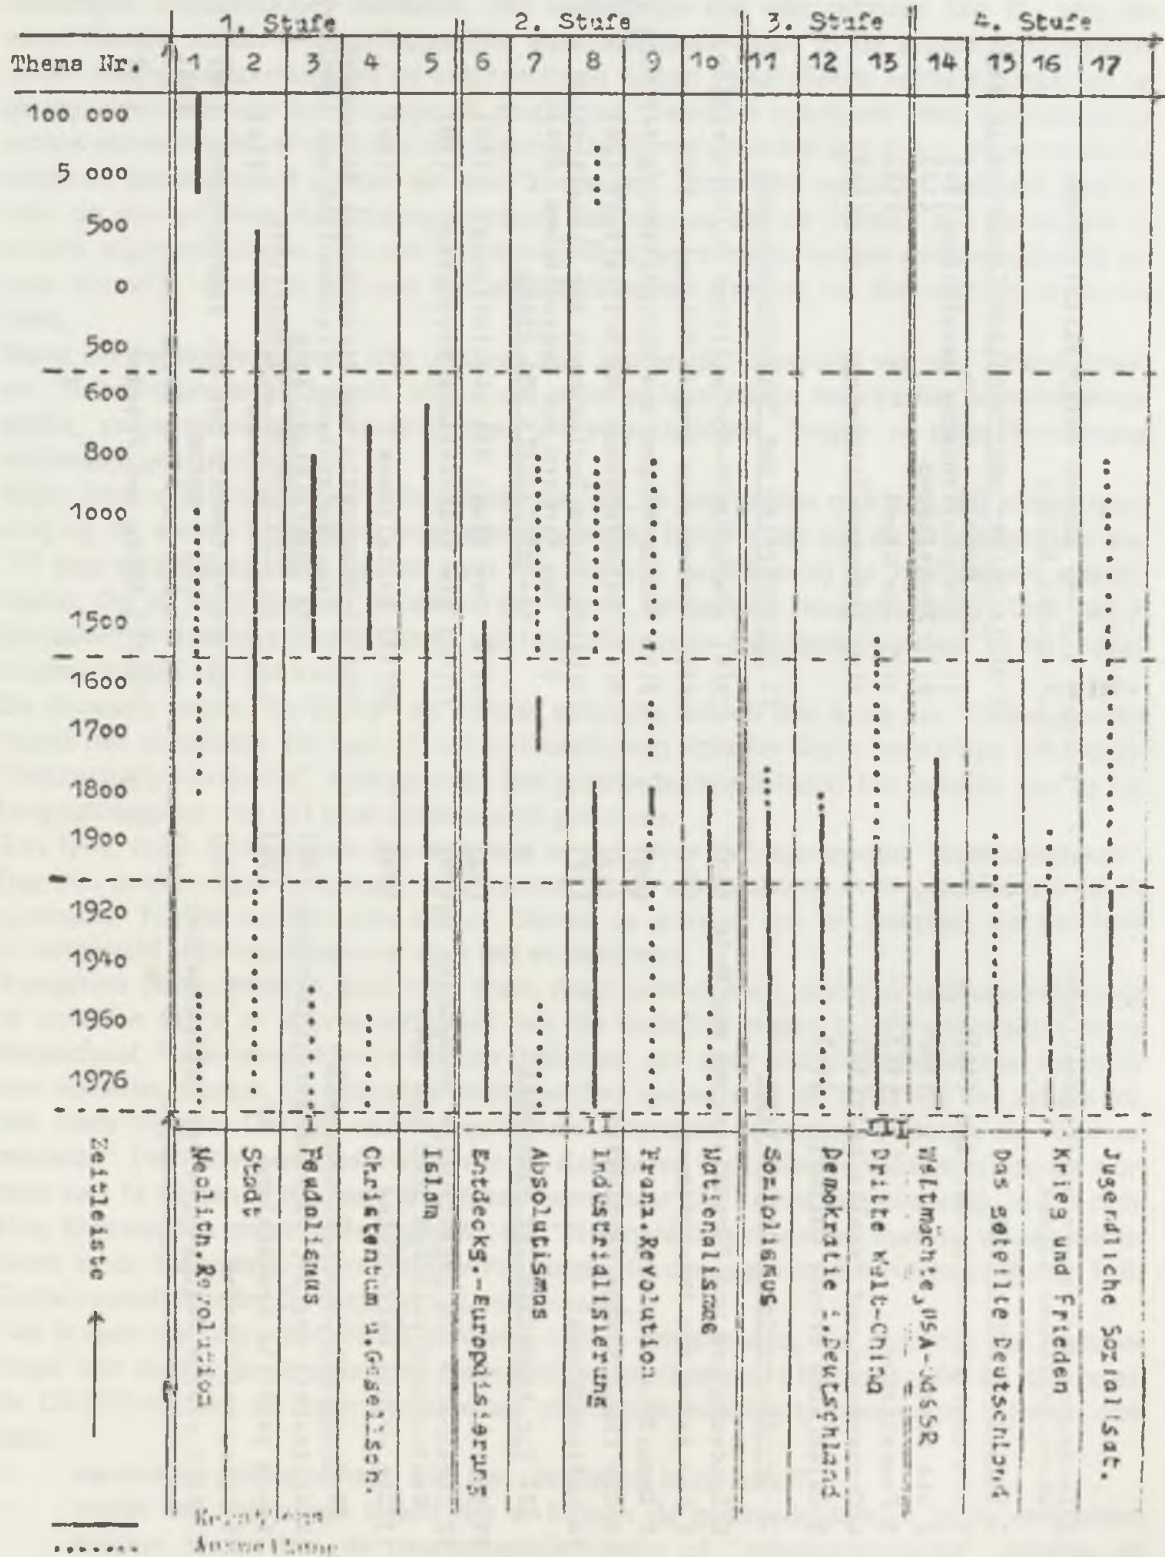 1. Stufe 2. Stufe 3. Stufe 4. Stufe
Thema Nr. 1 2 3 4 5 6 7 8 9 10 11 12 13 14 15 16 17
100 000
5 000
500
0
500
600
800
1000
1500
1600
1700
1800
1900
1920
1940
1960
1976
Zeitleiste
Neolith.Revolution
Stadt
Feudalismus
Christentum u.Gesellsch.
Islam
Entdeck.-Europäisierung
Absolutismus
Industrialisierung
Franz.Revolution
Nationalismus
Sozialismus
Demokratie i.Deutschland
Dritte Welt-China
Weltmächte,USA-UdSSR
Das geteilte Deutschland
Krieg und Frieden
Jugendliche Sozialisat.